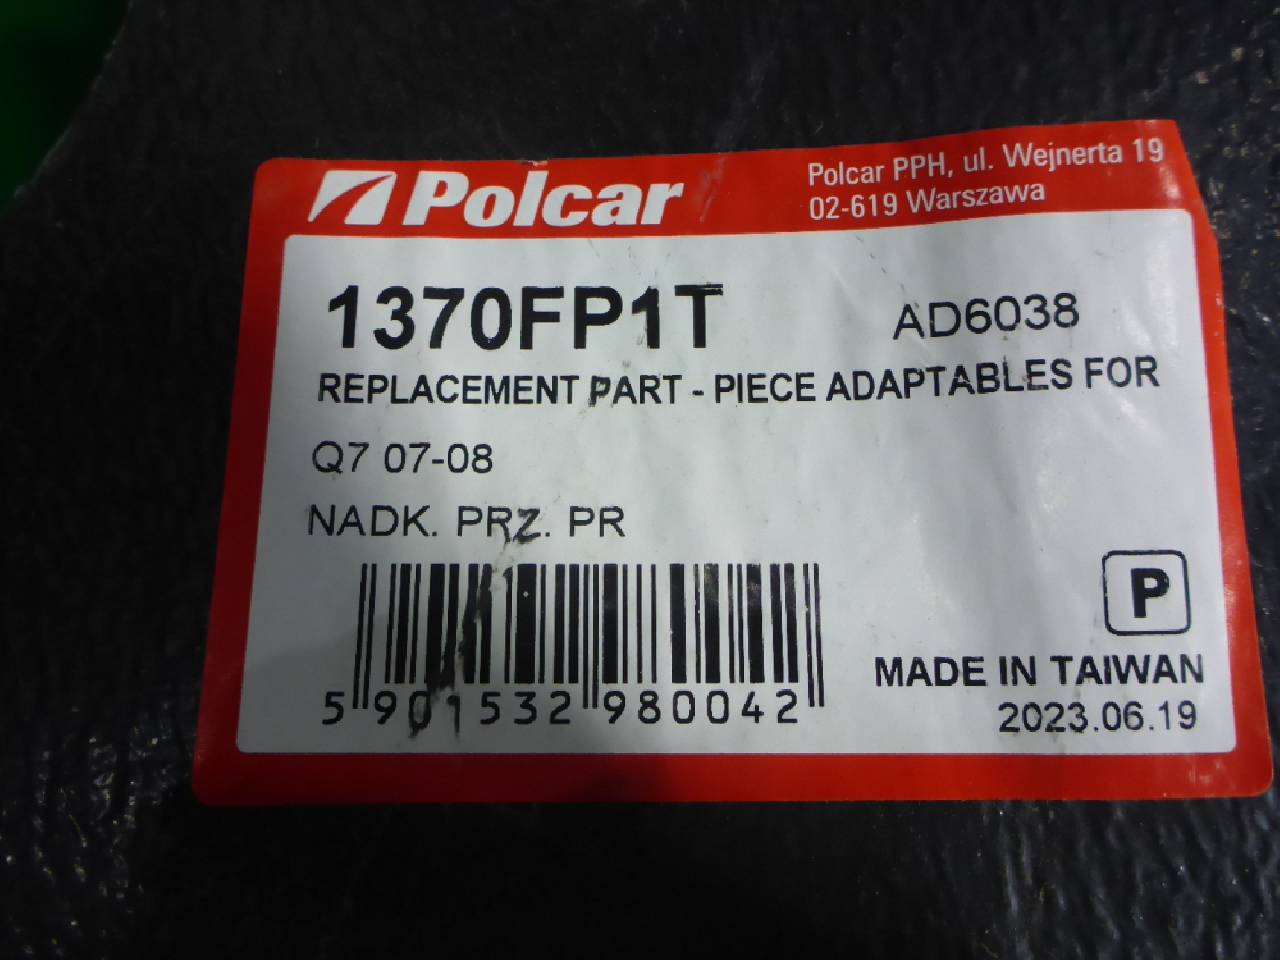 Polcar
Polcar PPH, ul. Wejnerta 19
02-619 Warszawa
1370FP1T
AD6038
REPLACEMENT PART - PIECE ADAPTABLES FOR
Q7 07-08
NADK. PRZ. PR
P
5 901532 980042
MADE IN TAIWAN
2023.06.19